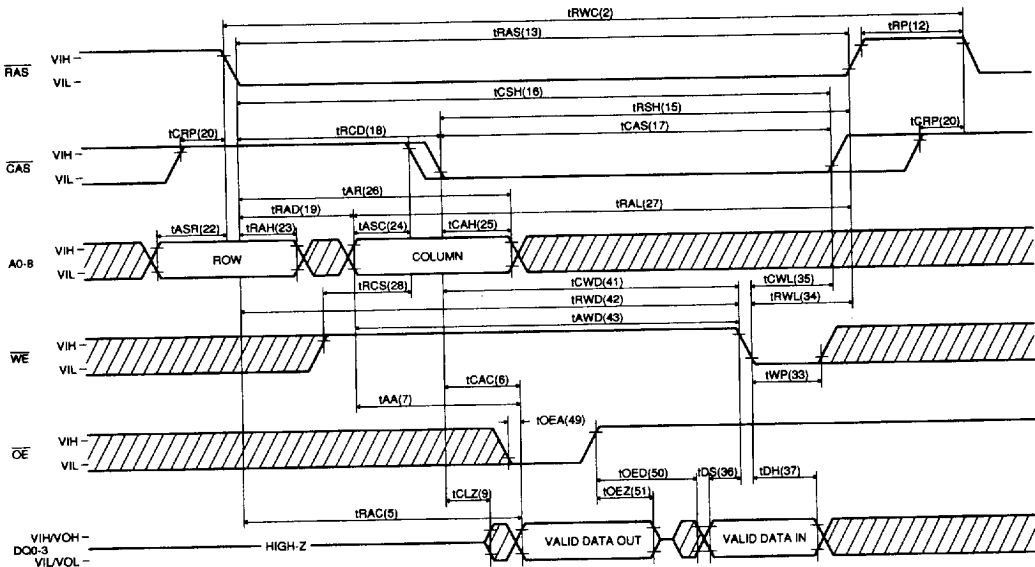 tRWC(2)
tRAS(13)
tRP(12)
RAS
VIH
VIL
tCSH(16)
tRSH(15)
tCRP(20)
tRCD(18)
tCAS(17)
tCRP(20)
CAS
VIH
VIL
tAR(26)
tRAD(19)
tRAL(27)
tASR(22)
tRAH(23)
tASC(24)
tCAH(25)
A0-8
VIH
VIL
ROW
COLUMN
tRCS(28)
tCWD(41)
tCWL(35)
tRWD(42)
tRWL(34)
tAWD(43)
WE
VIH
VIL
tWP(33)
tCAC(6)
tAA(7)
tOEA(49)
OE
VIH
VIL
tOED(50)
tDS(36)
tDH(37)
tCLZ(9)
tOEZ(51)
tRAC(5)
VIH/VOH
DQ0-3
VIL/VOL
HIGH-Z
VALID DATA OUT
VALID DATA IN